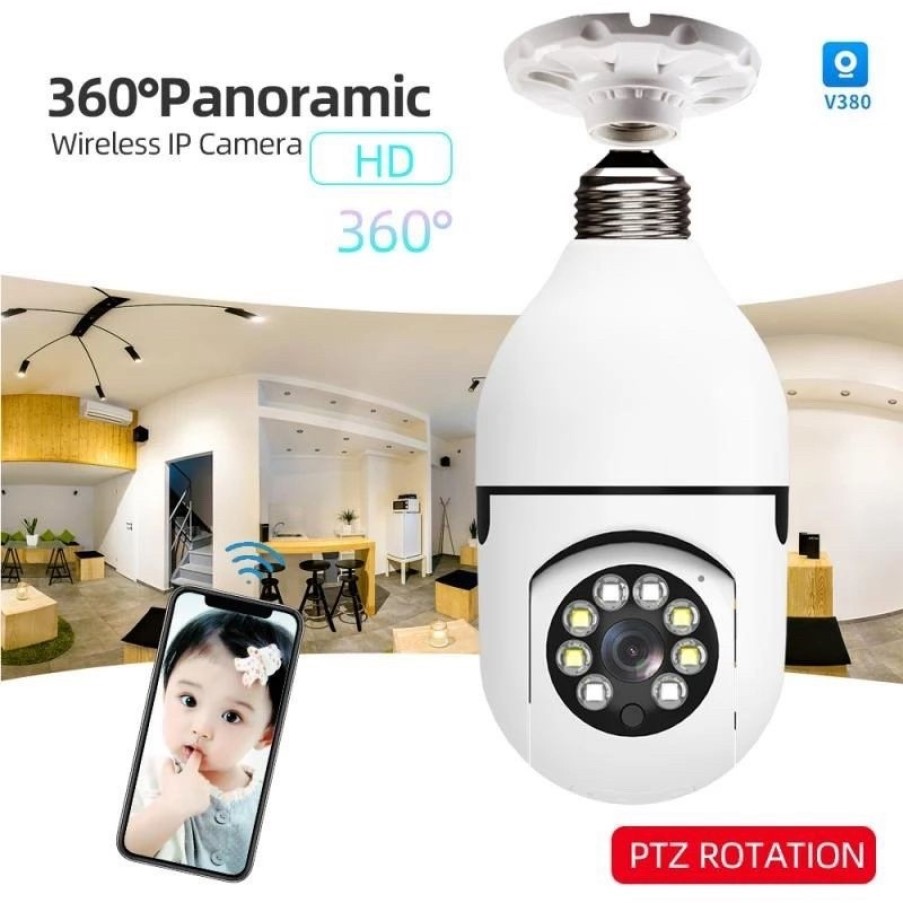 360°Panoramic
Wireless IP Camera
HD
360°
V380
PTZ ROTATION